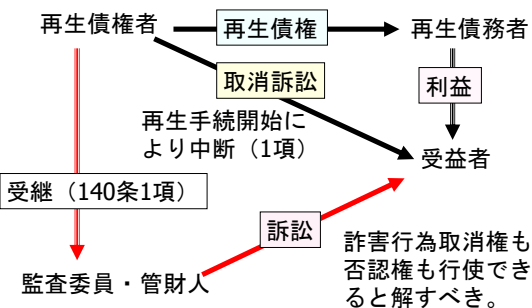 再生債権者
再生債権
再生債務者
取消訴訟
利益
再生手続開始に
より中断（1項）
受益者
受継（140条1項）
訴訟
監査委員・管財人
詐害行為取消権も
否認権も行使でき
ると解すべき。